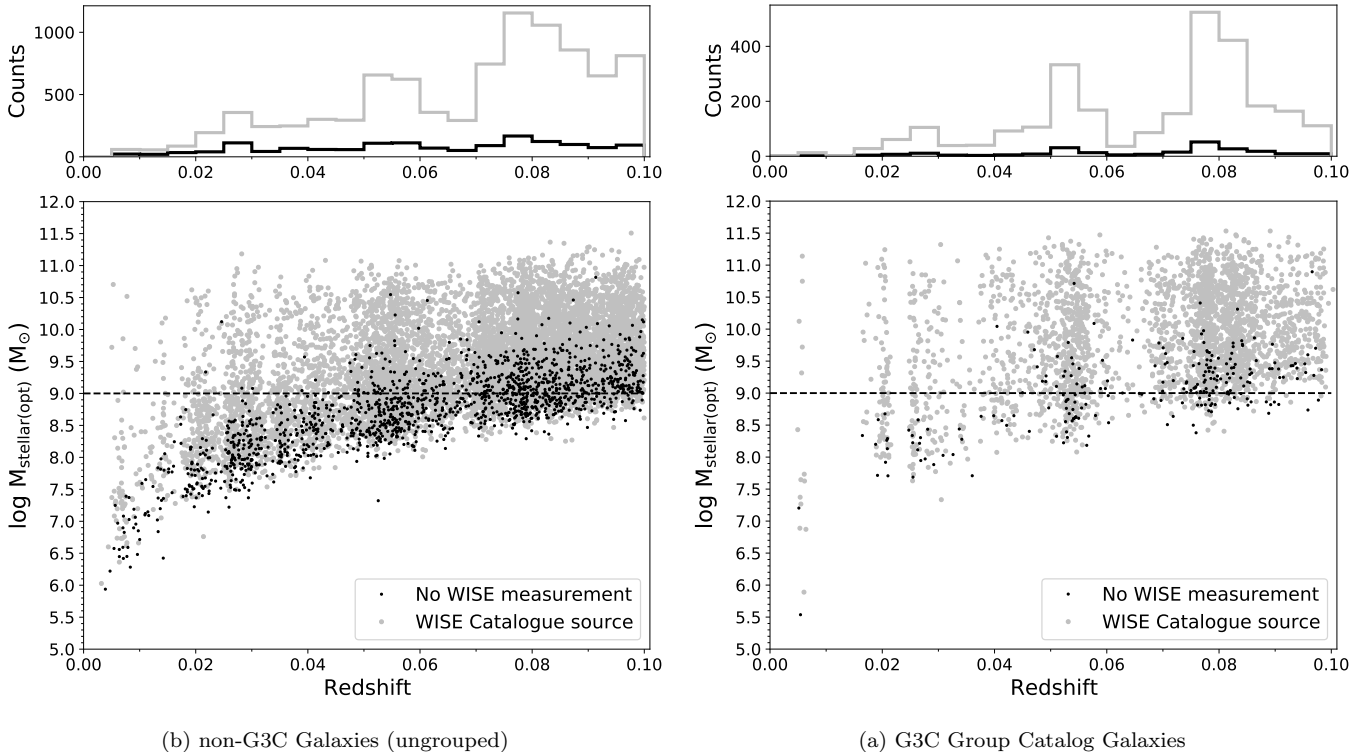 1000
500
0
Counts
0.00 0.02 0.04 0.06 0.08 0.10
12.0
11.5
11.0
10.5
10.0
9.5
9.0
8.5
8.0
7.5
7.0
6.5
6.0
5.5
5.0
log M_stellar(opt) (M_⊙)
No WISE measurement
WISE Catalogue source
0.00 0.02 0.04 0.06 0.08 0.10
Redshift
(b) non-G3C Galaxies (ungrouped)
400
200
0
Counts
0.00 0.02 0.04 0.06 0.08 0.10
12.0
11.5
11.0
10.5
10.0
9.5
9.0
8.5
8.0
7.5
7.0
6.5
6.0
5.5
5.0
log M_stellar(opt) (M_⊙)
No WISE measurement
WISE Catalogue source
0.00 0.02 0.04 0.06 0.08 0.10
Redshift
(a) G3C Group Catalog Galaxies